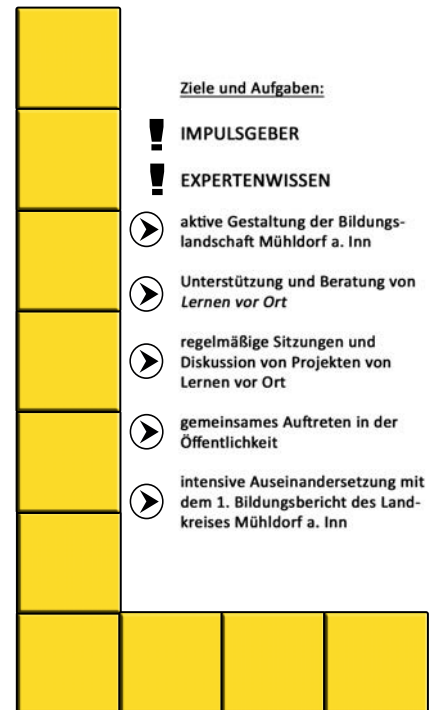 Ziele und Aufgaben:
! IMPULSGEBER
! EXPERTENWISSEN
aktive Gestaltung der Bildungs-
landschaft Mühldorf a. Inn
Unterstützung und Beratung von
Lernen vor Ort
regelmäßige Sitzungen und
Diskussion von Projekten von
Lernen vor Ort
gemeinsames Auftreten in der
Öffentlichkeit
intensive Auseinandersetzung mit
dem 1. Bildungsbericht des Land-
kreises Mühldorf a. Inn